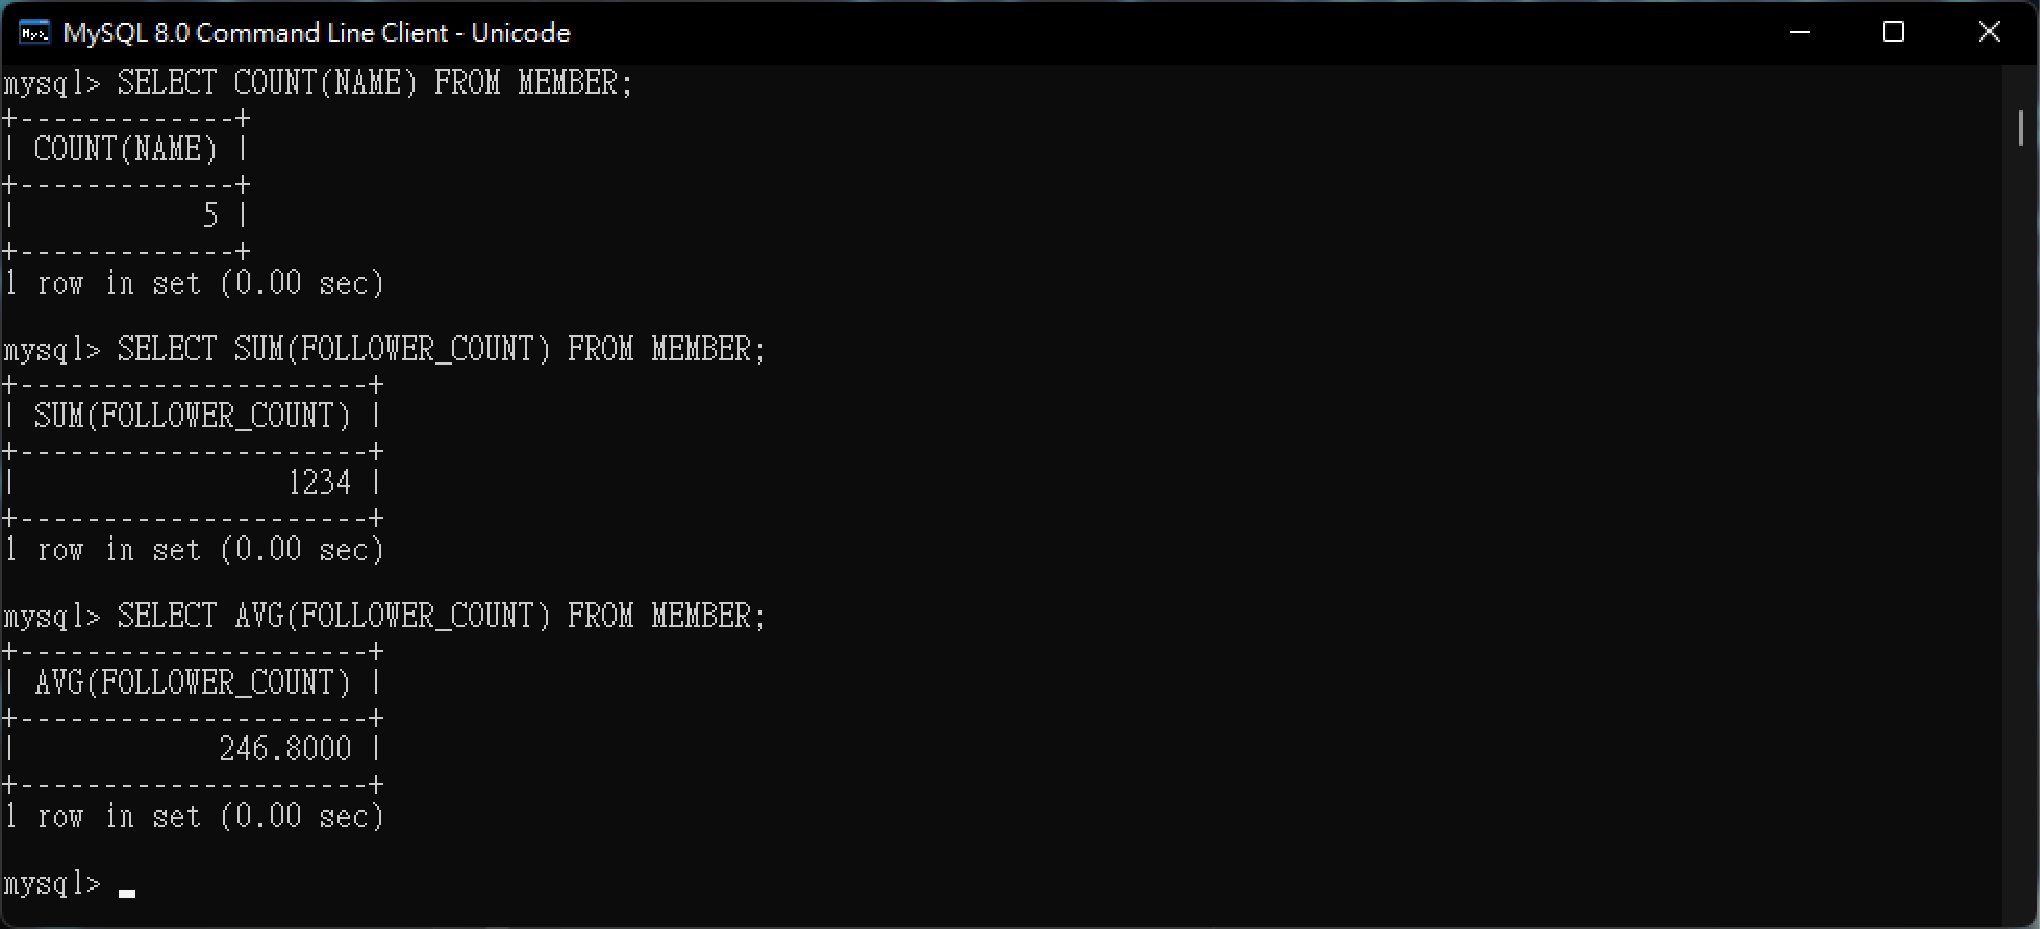 MySQL 8.0 Command Line Client - Unicode
mysql> SELECT COUNT(NAME) FROM MEMBER;
+-------------+
| COUNT(NAME) |
+-------------+
|           5 |
+-------------+
1 row in set (0.00 sec)

mysql> SELECT SUM(FOLLOWER_COUNT) FROM MEMBER;
+---------------------+
| SUM(FOLLOWER_COUNT) |
+---------------------+
|                1234 |
+---------------------+
1 row in set (0.00 sec)

mysql> SELECT AVG(FOLLOWER_COUNT) FROM MEMBER;
+---------------------+
| AVG(FOLLOWER_COUNT) |
+---------------------+
|            246.8000 |
+---------------------+
1 row in set (0.00 sec)

mysql>